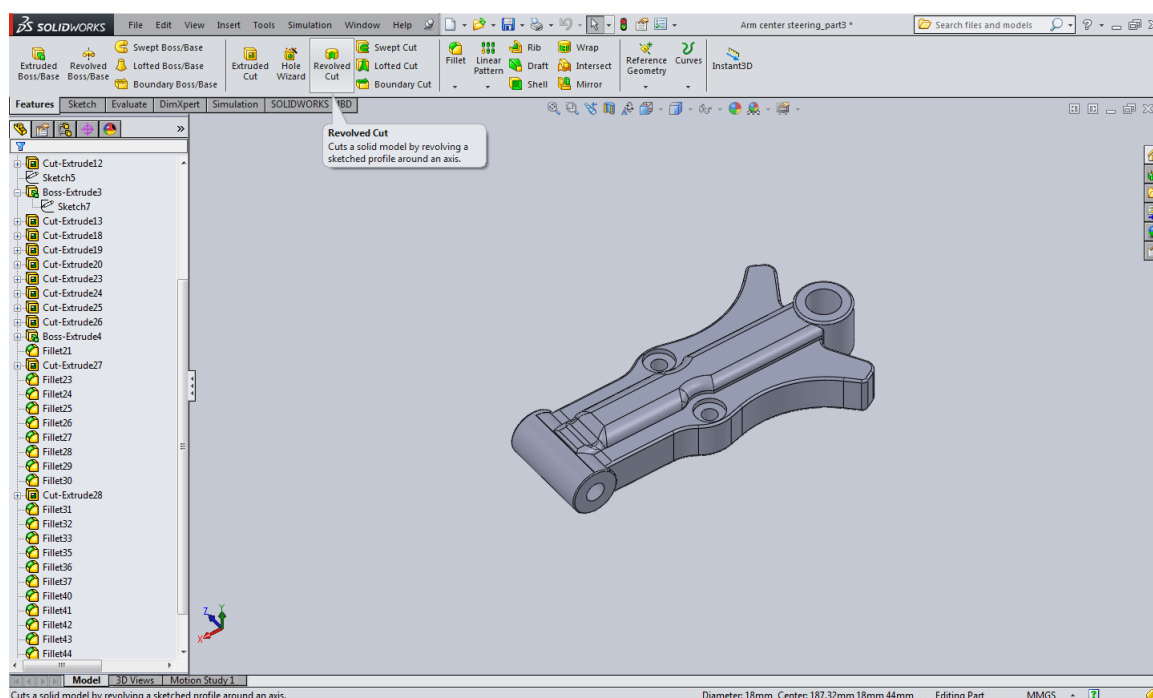 SOLIDWORKS
File Edit View Insert Tools Simulation Window Help
Arm center steering_part3 *
Search files and models
Extruded Boss/Base
Revolved Boss/Base
Swept Boss/Base
Lofted Boss/Base
Boundary Boss/Base
Extruded Cut
Hole Wizard
Revolved Cut
Swept Cut
Lofted Cut
Boundary Cut
Fillet
Linear Pattern
Rib
Draft
Shell
Wrap
Intersect
Mirror
Reference Geometry
Curves
Instant3D
Features Sketch Evaluate DimXpert Simulation SOLIDWORKS MBD
Revolved Cut
Cuts a solid model by revolving a
sketched profile around an axis.
Cut-Extrude12
Sketch5
Boss-Extrude3
Sketch7
Cut-Extrude13
Cut-Extrude18
Cut-Extrude19
Cut-Extrude20
Cut-Extrude23
Cut-Extrude24
Cut-Extrude25
Cut-Extrude26
Boss-Extrude4
Fillet21
Cut-Extrude27
Fillet23
Fillet24
Fillet25
Fillet26
Fillet27
Fillet28
Fillet29
Fillet30
Cut-Extrude28
Fillet31
Fillet32
Fillet33
Fillet35
Fillet36
Fillet37
Fillet40
Fillet41
Fillet42
Fillet43
Fillet44
Z Y
X
Model 3D Views Motion Study 1
Cuts a solid model by revolving a sketched profile around an axis.
Diameter: 18mm Center: 187.32mm,18mm,44mm Editing Part MMGS